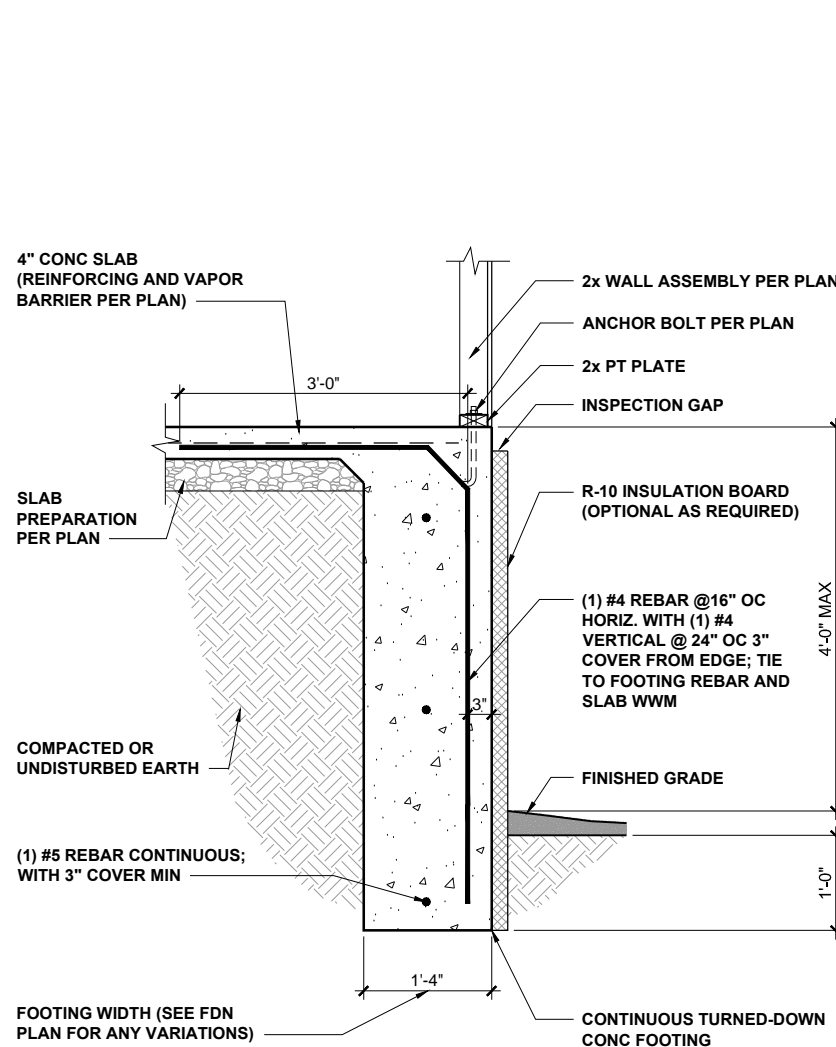 4" CONC SLAB
(REINFORCING AND VAPOR
BARRIER PER PLAN)
3'-0"
SLAB
PREPARATION
PER PLAN
COMPACTED OR
UNDISTURBED EARTH
(1) #5 REBAR CONTINUOUS;
WITH 3" COVER MIN
1'-4"
FOOTING WIDTH (SEE FDN
PLAN FOR ANY VARIATIONS)
2x WALL ASSEMBLY PER PLAN
ANCHOR BOLT PER PLAN
2x PT PLATE
INSPECTION GAP
R-10 INSULATION BOARD
(OPTIONAL AS REQUIRED)
(1) #4 REBAR @16" OC
HORIZ. WITH (1) #4
VERTICAL @ 24" OC 3"
COVER FROM EDGE; TIE
TO FOOTING REBAR AND
SLAB WWM
3"
4'-0" MAX
FINISHED GRADE
1'-0"
CONTINUOUS TURNED-DOWN
CONC FOOTING